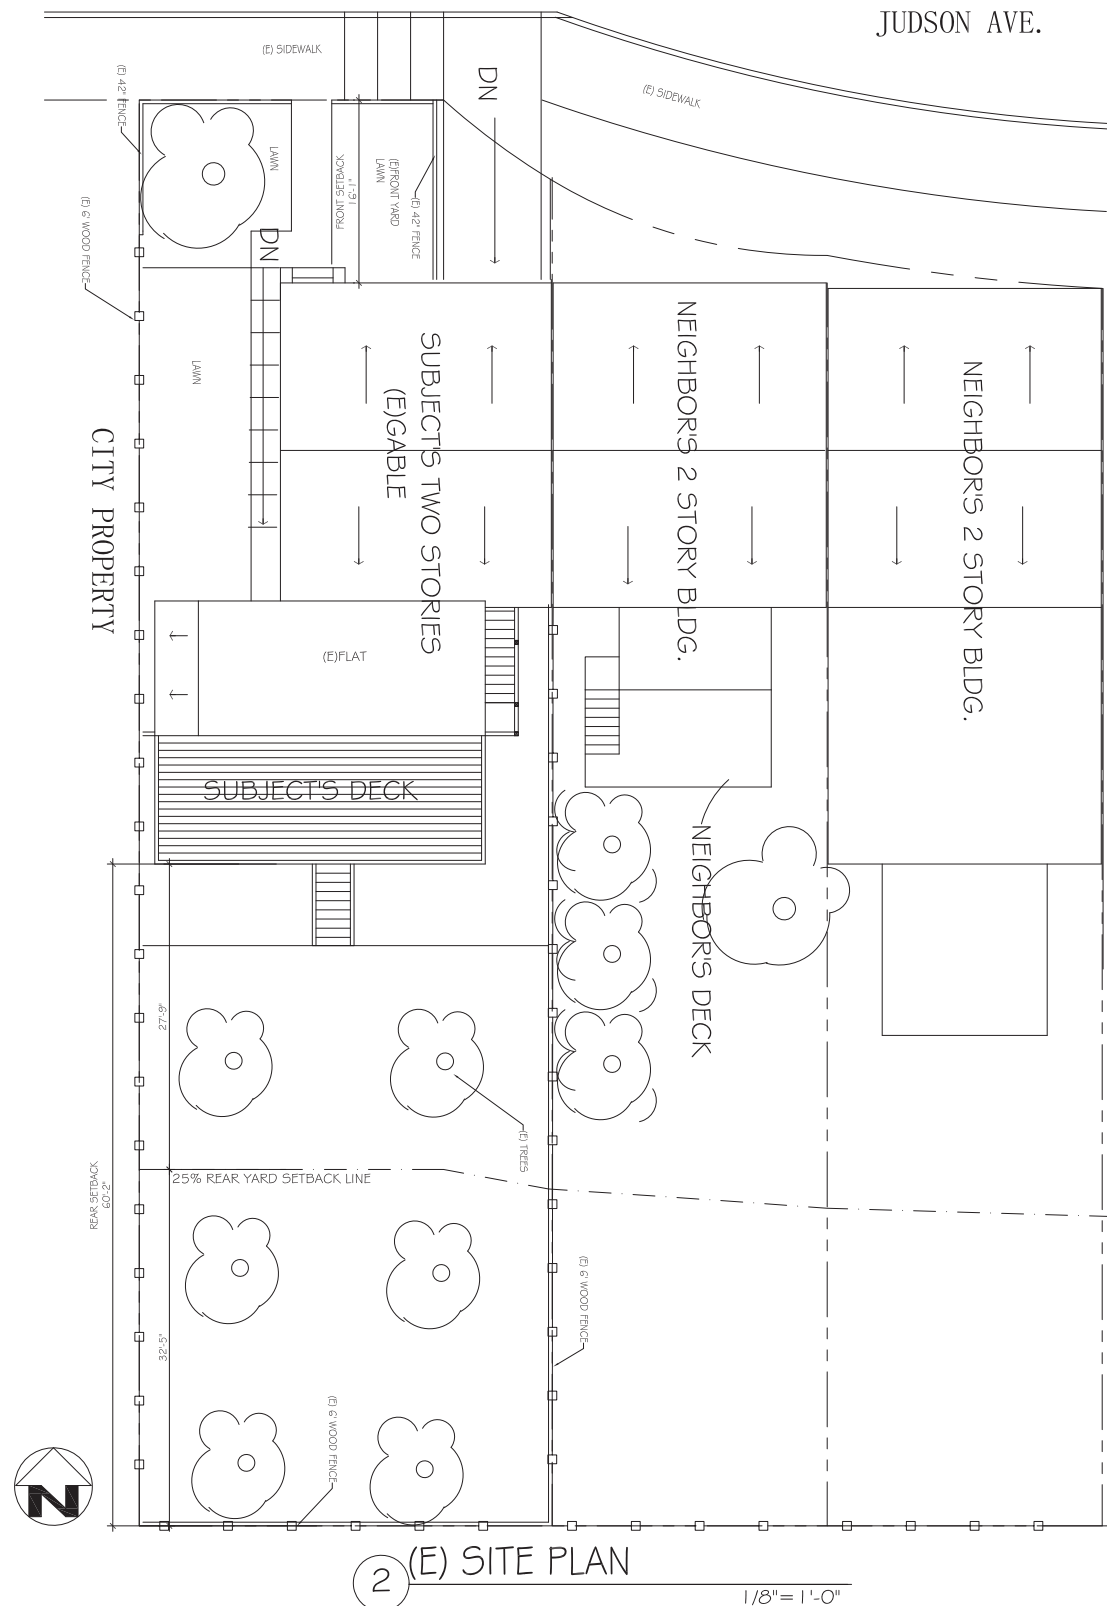 JUDSON AVE.
(E) SIDEWALK
(E) SIDEWALK
(E) 42" FENCE
DN
LAWN
16'-1"
FRONT SETBACK
(E)FRONT YARD
LAWN
(E) 42" FENCE
(E) 6' WOOD FENCE
DN
LAWN
SUBJECT'S TWO STORIES
(E)GABLE
NEIGHBOR'S 2 STORY BLDG.
NEIGHBOR'S 2 STORY BLDG.
CITY PROPERTY
(E)FLAT
SUBJECT'S DECK
NEIGHBOR'S DECK
27'-9"
(E) TREES
25% REAR YARD SETBACK LINE
REAR SETBACK
60'-2"
(E) 6' WOOD FENCE
32'-5"
(E) 6' WOOD FENCE
N
2
(E) SITE PLAN
1/8"=1'-0"